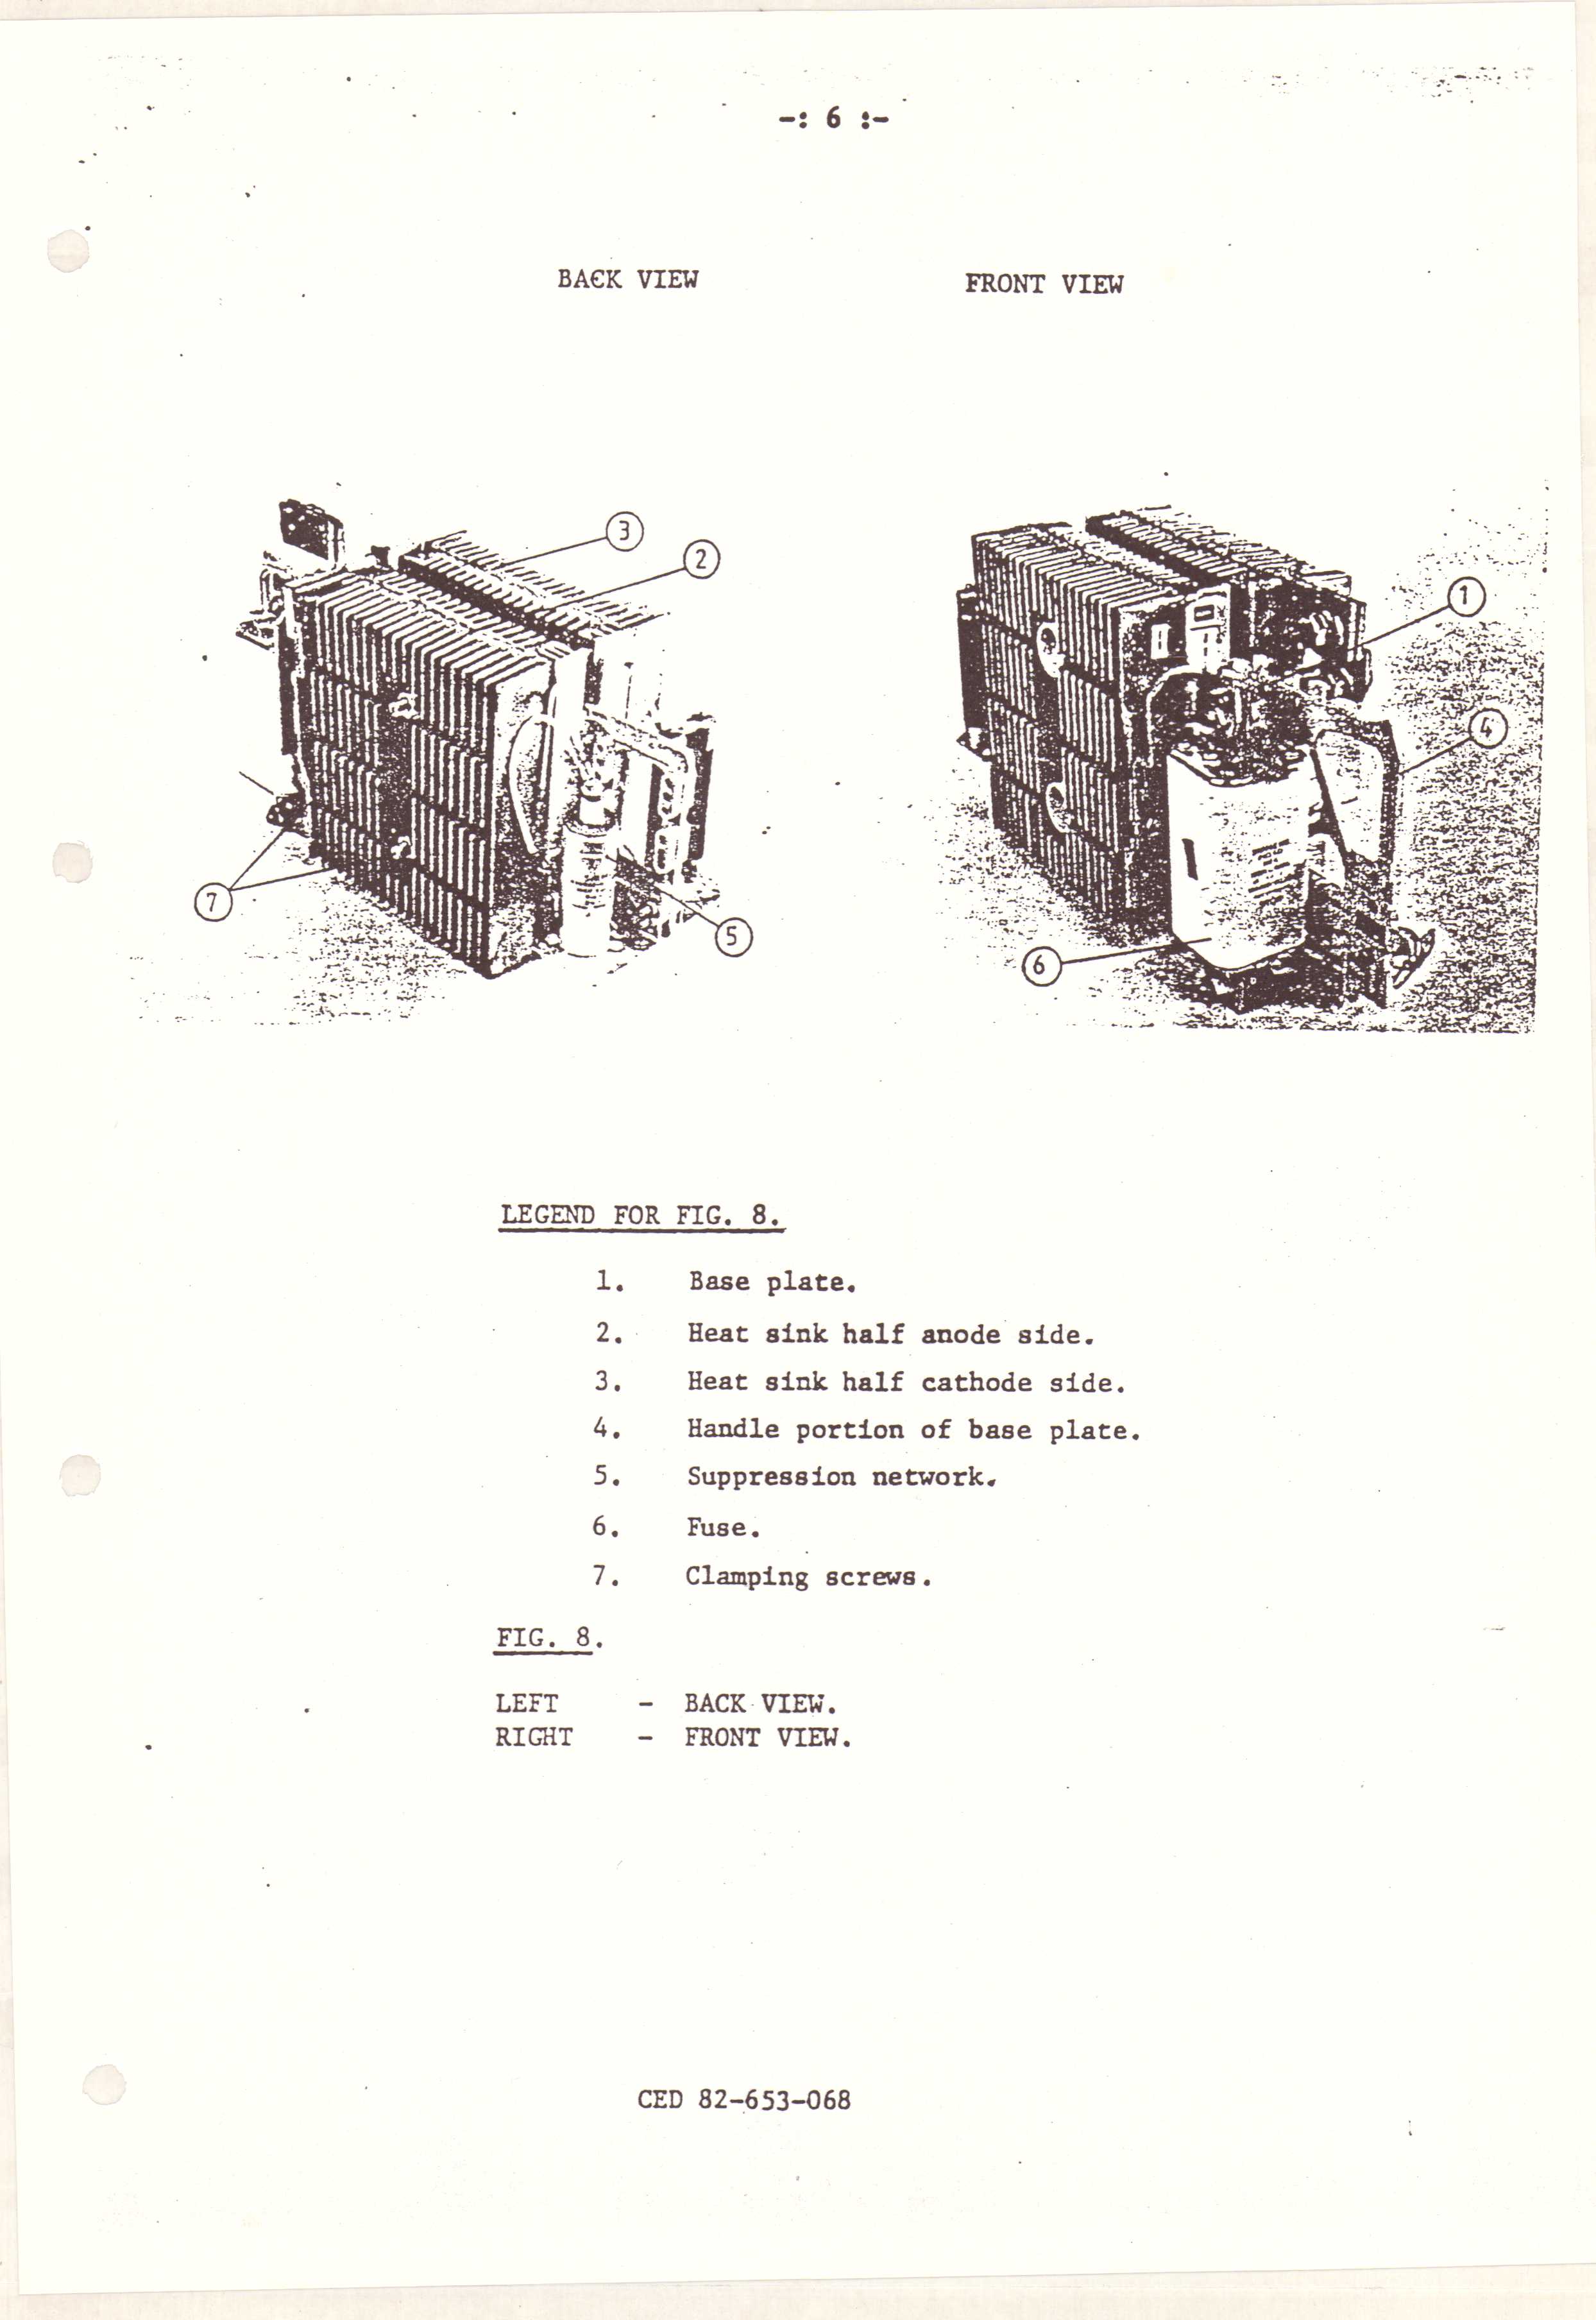 -: 6 :-
BACK VIEW FRONT VIEW
3
2
1
4
7
5
6
LEGEND FOR FIG. 8.
1. Base plate.
2. Heat sink half anode side.
3. Heat sink half cathode side.
4. Handle portion of base plate.
5. Suppression network.
6. Fuse.
7. Clamping screws.
FIG. 8.
LEFT - BACK VIEW.
RIGHT - FRONT VIEW.
CED 82-653-068